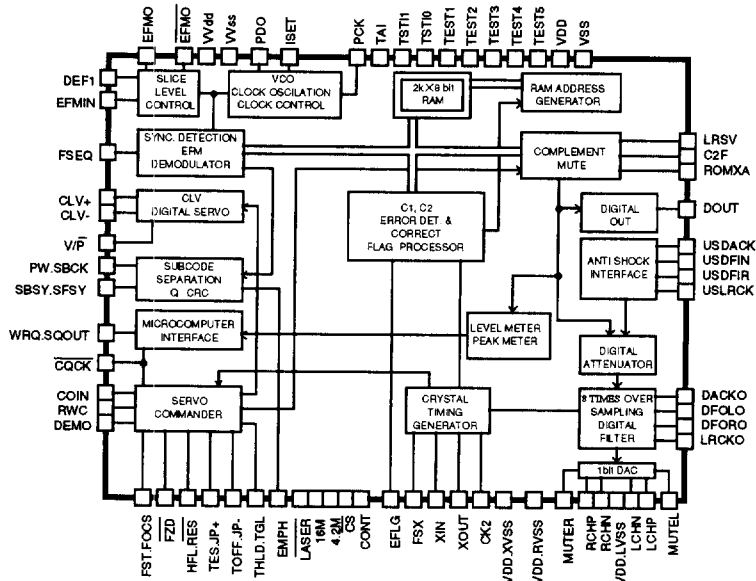 EFMO
EFMO
VVdd
VVss
PDO
ISET
PCK
TAI
TSTI1
TSTI0
TEST1
TEST2
TEST3
TEST4
TEST5
VDD
VSS
DEF1
EFMIN
FSEQ
CLV+
CLV-
V/P
PW.SBCK
SBSY.SFSY
WRQ.SQOUT
CQCK
COIN
RWC
DEMO
SLICE
LEVEL
CONTROL
VCO
CLOCK OSCILATION
CLOCK CONTROL
2k X8 bit
RAM
RAM ADDRESS
GENERATOR
SYNC. DETECTION
EFM
DEMODULATOR
COMPLEMENT
MUTE
CLV
DIGITAL SERVO
C1, C2
ERROR DET. &
CORRECT
FLAG PROCESSOR
DIGITAL
OUT
SUBCODE
SEPARATION
Q CRC
ANTI SHOCK
INTERFACE
MICROCOMPUTER
INTERFACE
LEVEL METER
PEAK METER
DIGITAL
ATTENUATOR
SERVO
COMMANDER
CRYSTAL
TIMING
GENERATOR
8 TIMES OVER
SAMPLING
DIGITAL
FILTER
1bit DAC
LRSV
C2F
ROMXA
DOUT
USDACK
USDFIN
USDFIR
USLRCK
DACKO
DFOLO
DFORO
LRCKO
FST.FOCS
FZD
HFL.RES
TES.JP+
TOFF.JP-
THLD.TGL
EMPH
LASER
16M
4.2M
CS
CONT
EFLG
FSX
XIN
XOUT
CK2
VDD.XVSS
VDD.RVSS
MUTER
RCHP
RCHN
VDD.LVSS
LCHN
LCHP
MUTEL